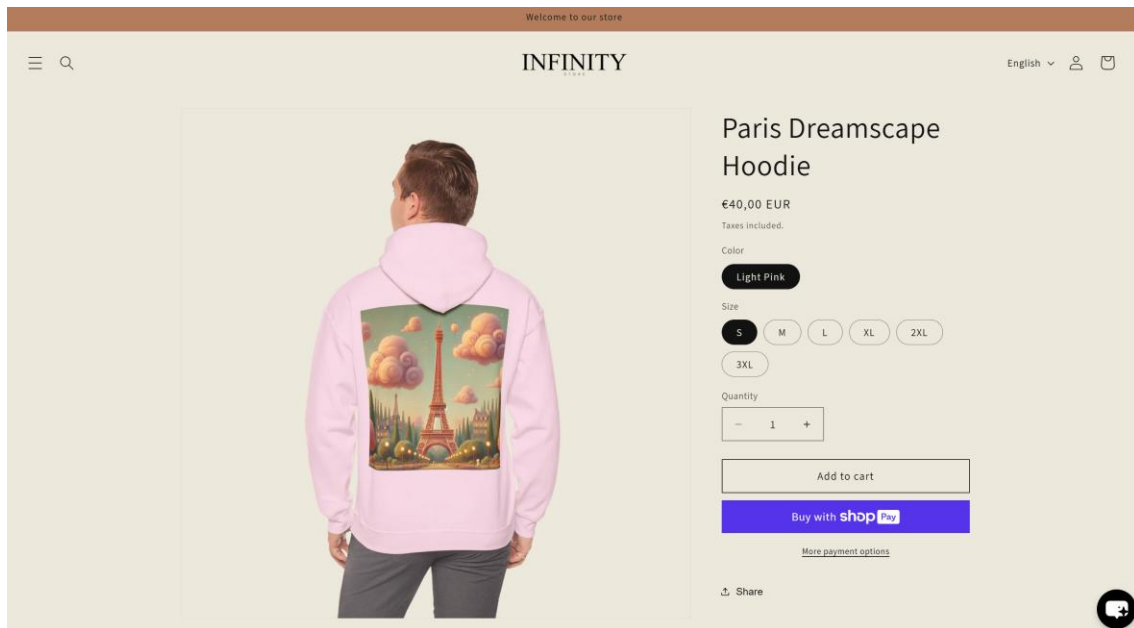 Welcome to our store
INFINITY
STORE
English
Paris Dreamscape
Hoodie
€40,00 EUR
Taxes included.
Color
Light Pink
Size
S M L XL 2XL
3XL
Quantity
− 1 +
Add to cart
Buy with shop Pay
More payment options
Share